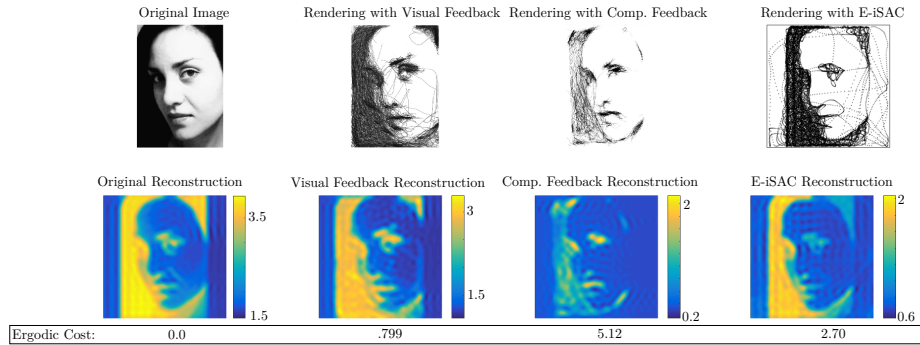 Original Image
Rendering with Visual Feedback
Rendering with Comp. Feedback
Rendering with E-iSAC
Original Reconstruction
Visual Feedback Reconstruction
Comp. Feedback Reconstruction
E-iSAC Reconstruction
3.5
1.5
3
1.5
2
0.2
2
0.6
Ergodic Cost: 0.0 .799 5.12 2.70